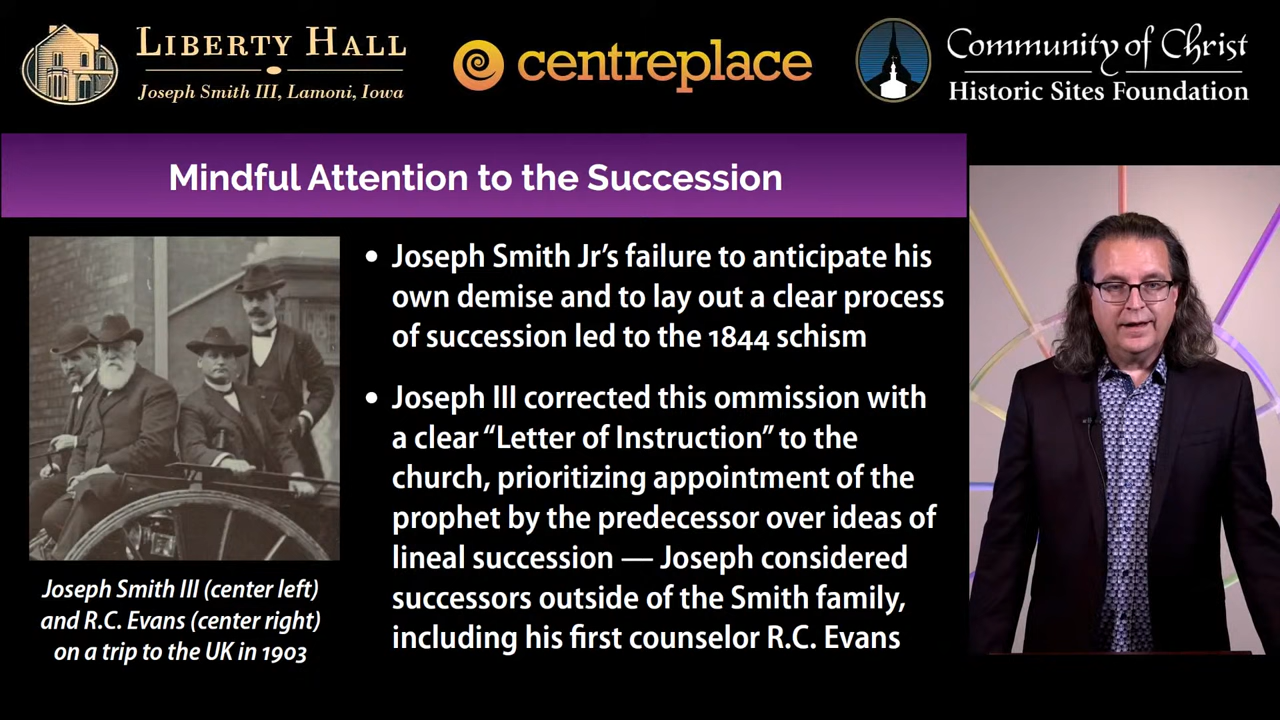 LIBERTY HALL
Joseph Smith III, Lamoni, Iowa
centreplace
Community of Christ
Historic Sites Foundation
Mindful Attention to the Succession
• Joseph Smith Jr’s failure to anticipate his
own demise and to lay out a clear process
of succession led to the 1844 schism
• Joseph III corrected this ommission with
a clear “Letter of Instruction” to the
church, prioritizing appointment of the
prophet by the predecessor over ideas of
lineal succession — Joseph considered
successors outside of the Smith family,
including his first counselor R.C. Evans
Joseph Smith III (center left)
and R.C. Evans (center right)
on a trip to the UK in 1903